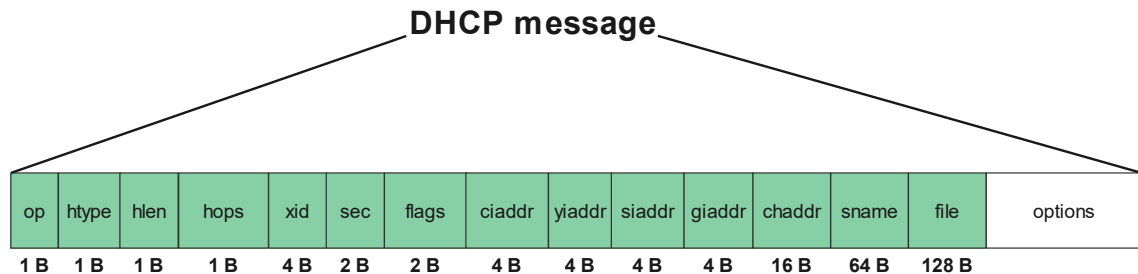 DHCP message
op htype hlen hops xid sec flags ciaddr yiaddr siaddr giaddr chaddr sname file options
1 B 1 B 1 B 1 B 4 B 2 B 2 B 4 B 4 B 4 B 4 B 16 B 64 B 128 B